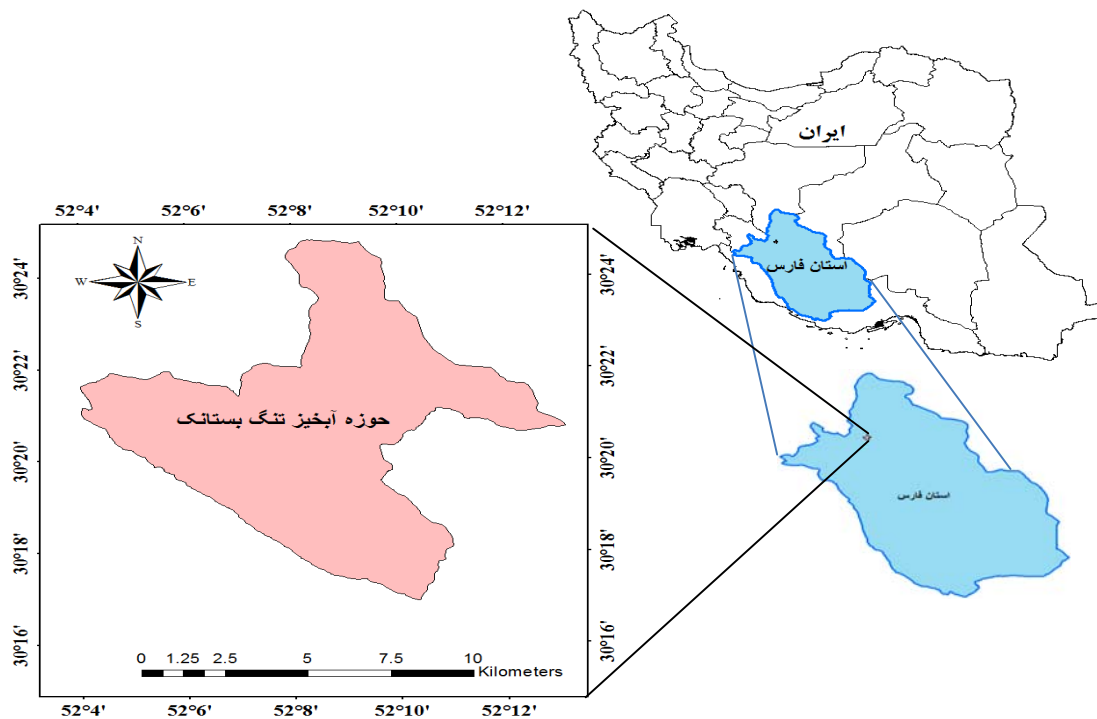 ایران
استان فارس
52°4' 52°6' 52°8' 52°10' 52°12'
N
W E
S
30°24' 30°24'
30°22' 30°22'
حوزه آبخیز تنگ بستانک
30°20' 30°20'
استان فارس
30°18' 30°18'
30°16' 30°16'
0 1.25 2.5 5 7.5 10
Kilometers
52°4' 52°6' 52°8' 52°10' 52°12'